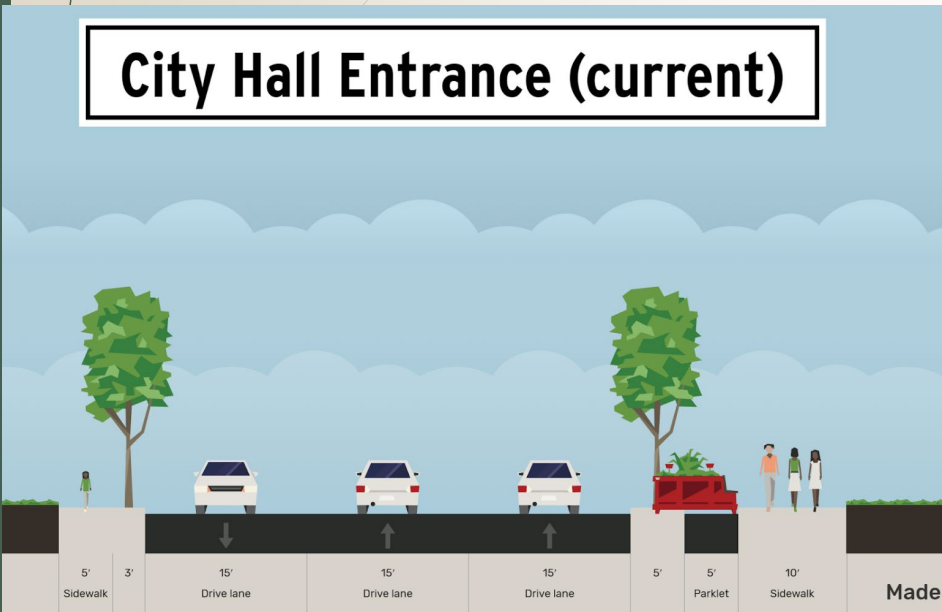 City Hall Entrance (current)
5' 3' 15' 15' 15' 5' 5' 10'
Sidewalk Drive lane Drive lane Drive lane Parklet Sidewalk
Made